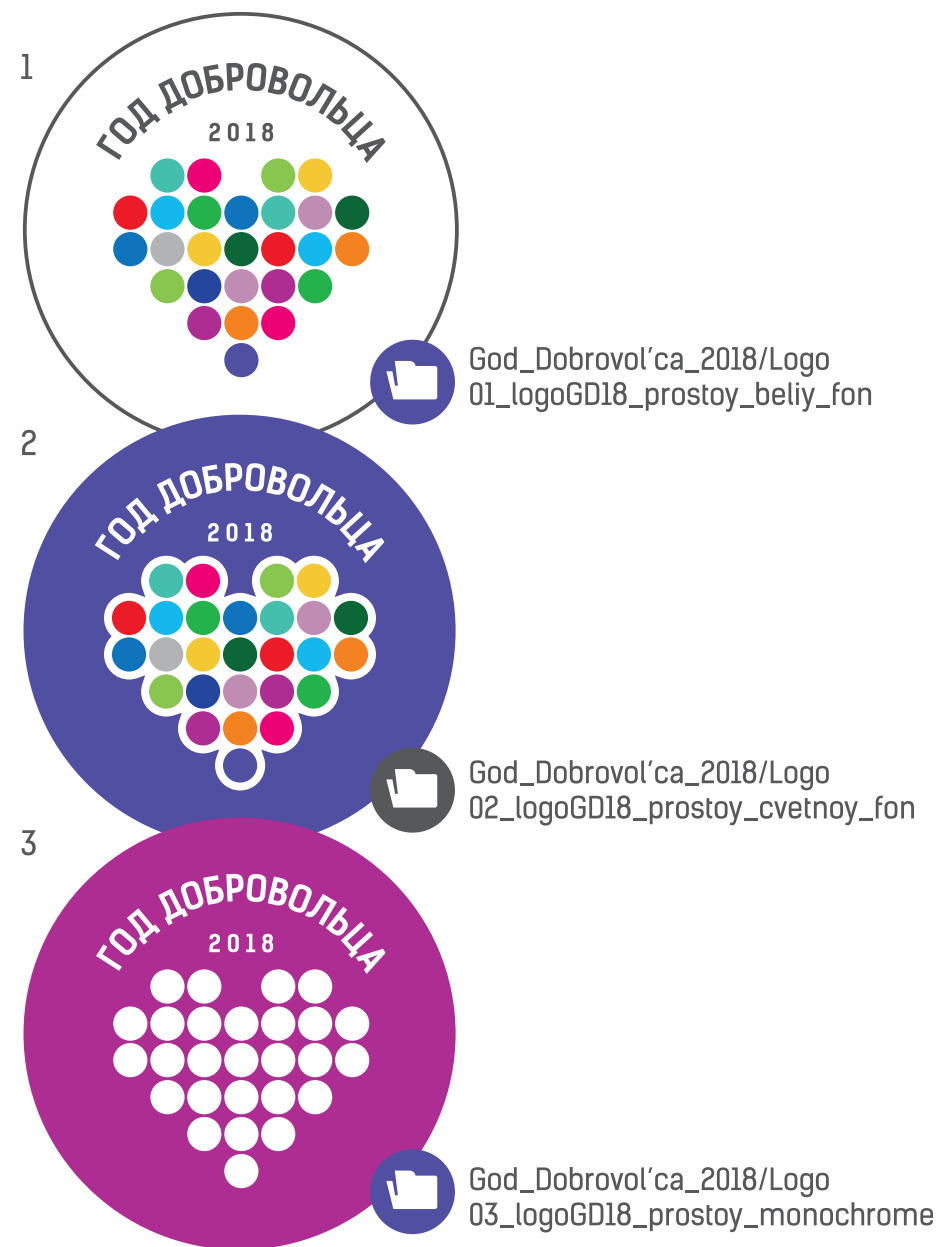 1
ГОД ДОБРОВОЛЬЦА
2018
God_Dobrovol'ca_2018/Logo
01_logoGD18_prostoy_beliy_fon
2
ГОД ДОБРОВОЛЬЦА
2018
God_Dobrovol'ca_2018/Logo
02_logoGD18_prostoy_cvetnoy_fon
3
ГОД ДОБРОВОЛЬЦА
2018
God_Dobrovol'ca_2018/Logo
03_logoGD18_prostoy_monochrome